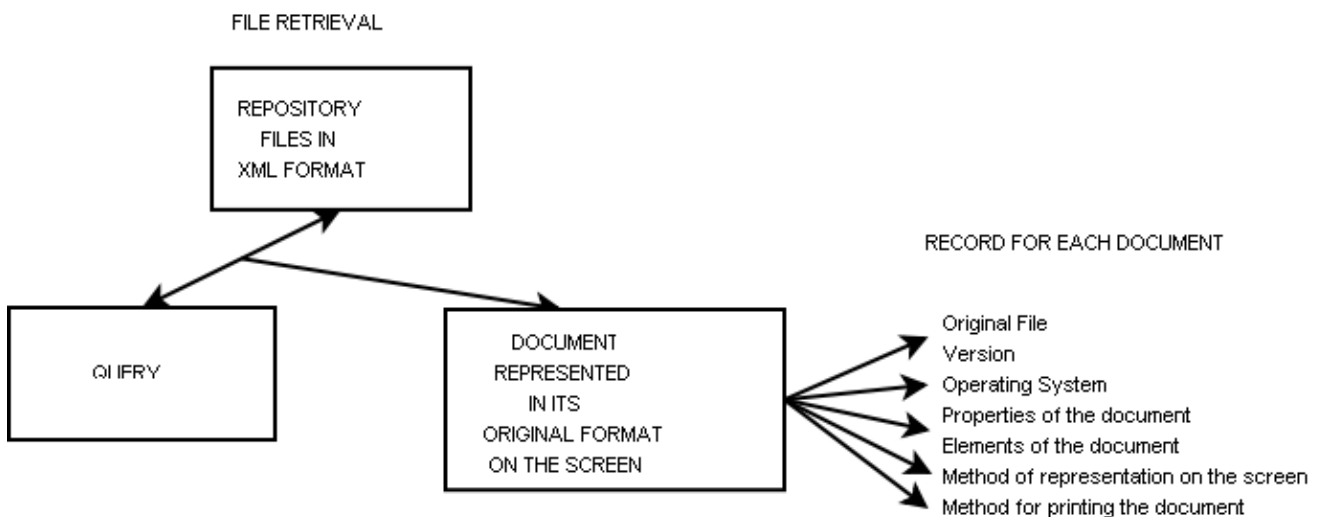 FILE RETRIEVAL
REPOSITORY
FILES IN
XML FORMAT
RECORD FOR EACH DOCUMENT
QUERY
DOCUMENT
REPRESENTED
IN ITS
ORIGINAL FORMAT
ON THE SCREEN
Original File
Version
Operating System
Properties of the document
Elements of the document
Method of representation on the screen
Method for printing the document